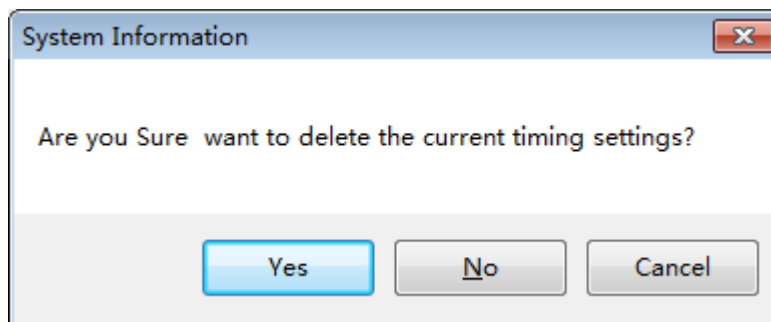 System Information
Are you Sure  want to delete the current timing settings?
Yes
No
Cancel